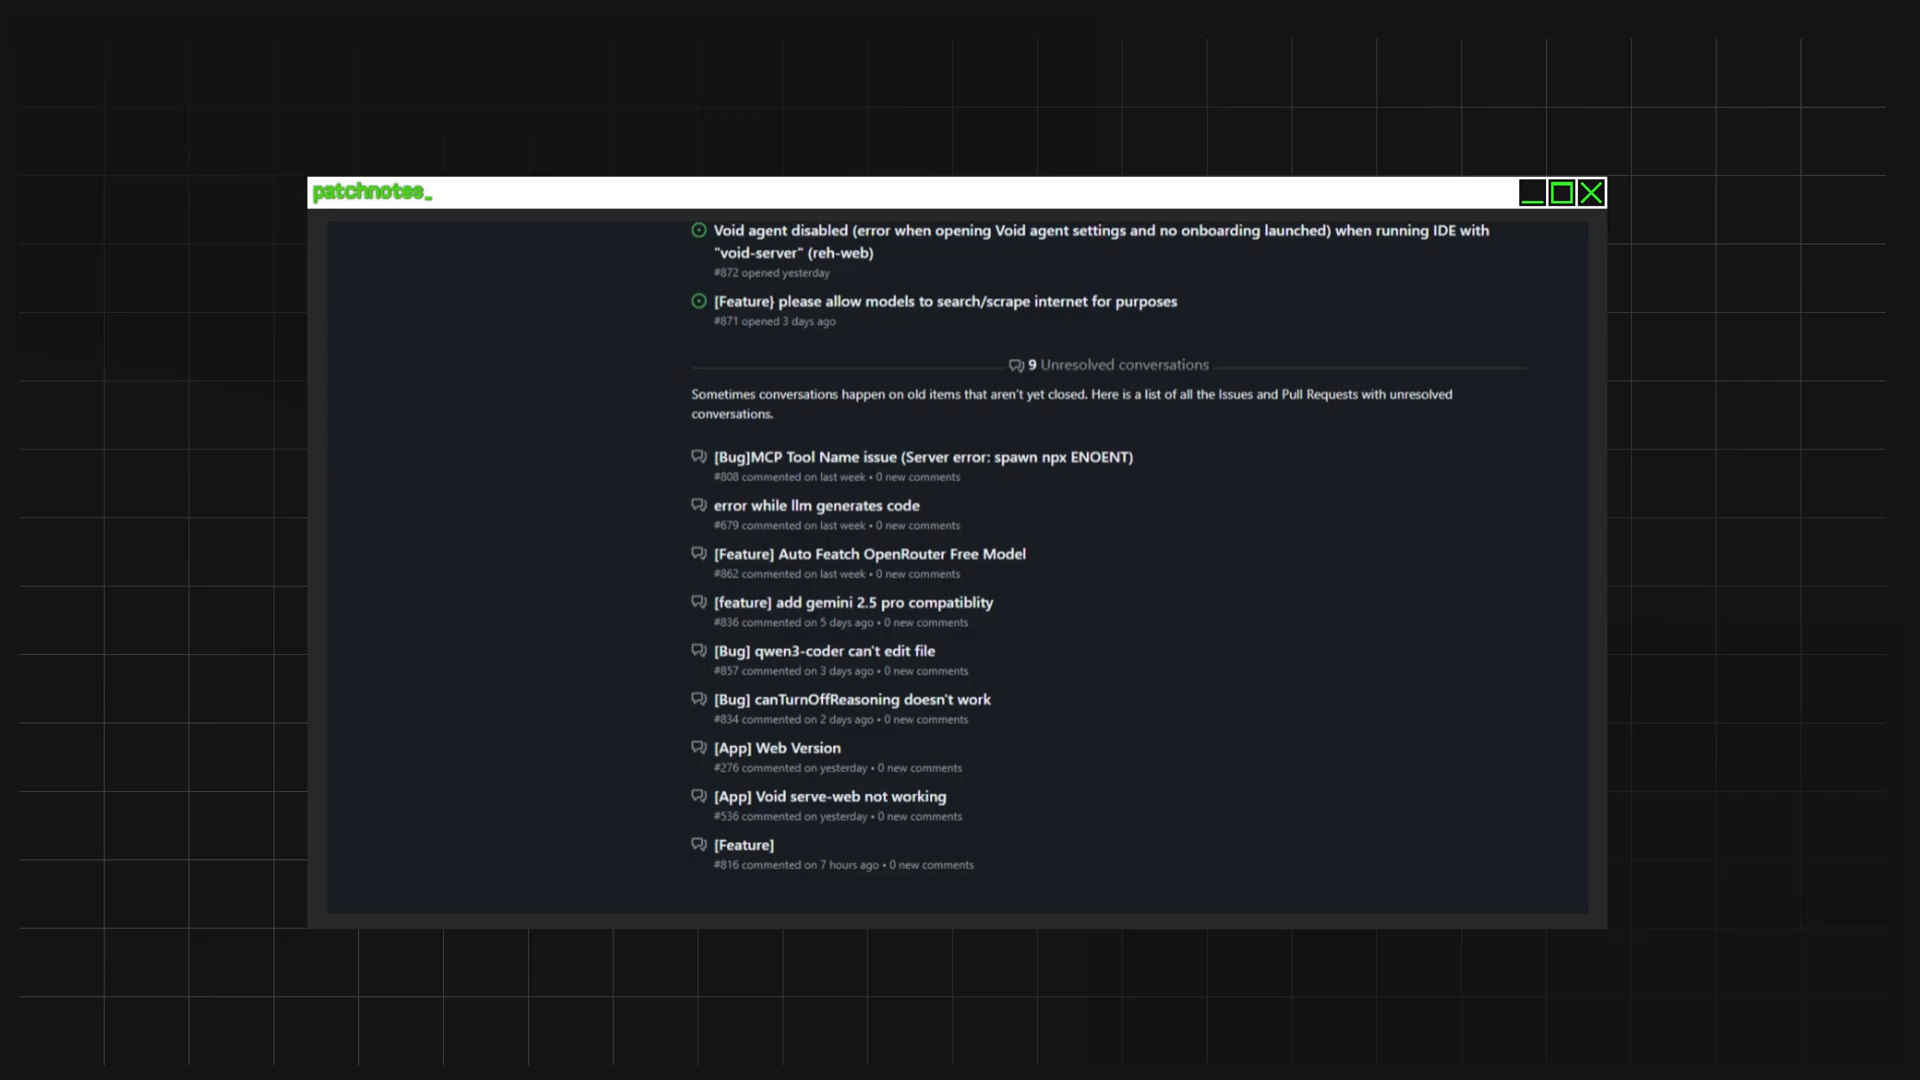 patchnotes_
Void agent disabled (error when opening Void agent settings and no onboarding launched) when running IDE with
"void-server" (reh-web)
#872 opened yesterday
[Feature} please allow models to search/scrape internet for purposes
#871 opened 3 days ago
9 Unresolved conversations
Sometimes conversations happen on old items that aren't yet closed. Here is a list of all the Issues and Pull Requests with unresolved
conversations.
[Bug]MCP Tool Name issue (Server error: spawn npx ENOENT)
#808 commented on last week • 0 new comments
error while llm generates code
#679 commented on last week • 0 new comments
[Feature] Auto Featch OpenRouter Free Model
#862 commented on last week • 0 new comments
[feature] add gemini 2.5 pro compatiblity
#836 commented on 5 days ago • 0 new comments
[Bug] qwen3-coder can't edit file
#857 commented on 3 days ago • 0 new comments
[Bug] canTurnOffReasoning doesn't work
#834 commented on 2 days ago • 0 new comments
[App] Web Version
#276 commented on yesterday • 0 new comments
[App] Void serve-web not working
#536 commented on yesterday • 0 new comments
[Feature]
#816 commented on 7 hours ago • 0 new comments